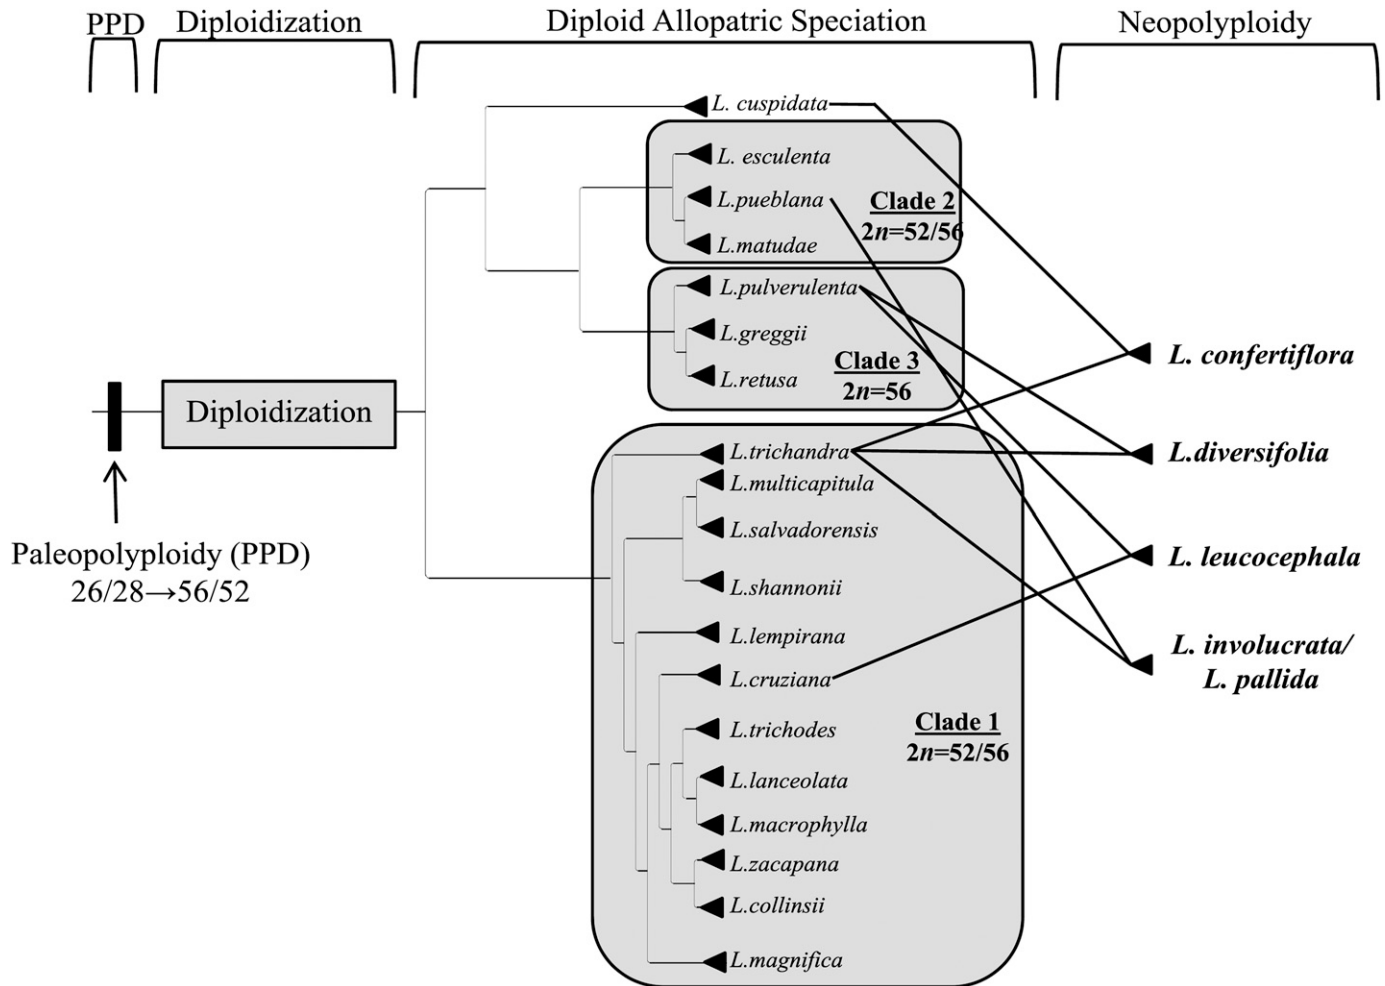 PPD
Diploidization
Diploid Allopatric Speciation
Neopolyploidy
L. cuspidata
L. esculenta
L.pueblana
L.matudae
Clade 2
2n=52/56
L.pulverulenta
L.greggii
L.retusa
Clade 3
2n=56
Diploidization
Paleopolyploidy (PPD)
26/28→56/52
L.trichandra
L.multicapitula
L.salvadorensis
L.shannonii
L.lempirana
L.cruziana
L.trichodes
L.lanceolata
L.macrophylla
L.zacapana
L.collinsii
L.magnifica
Clade 1
2n=52/56
L. confertiflora
L.diversifolia
L. leucocephala
L. involucrata/
L. pallida